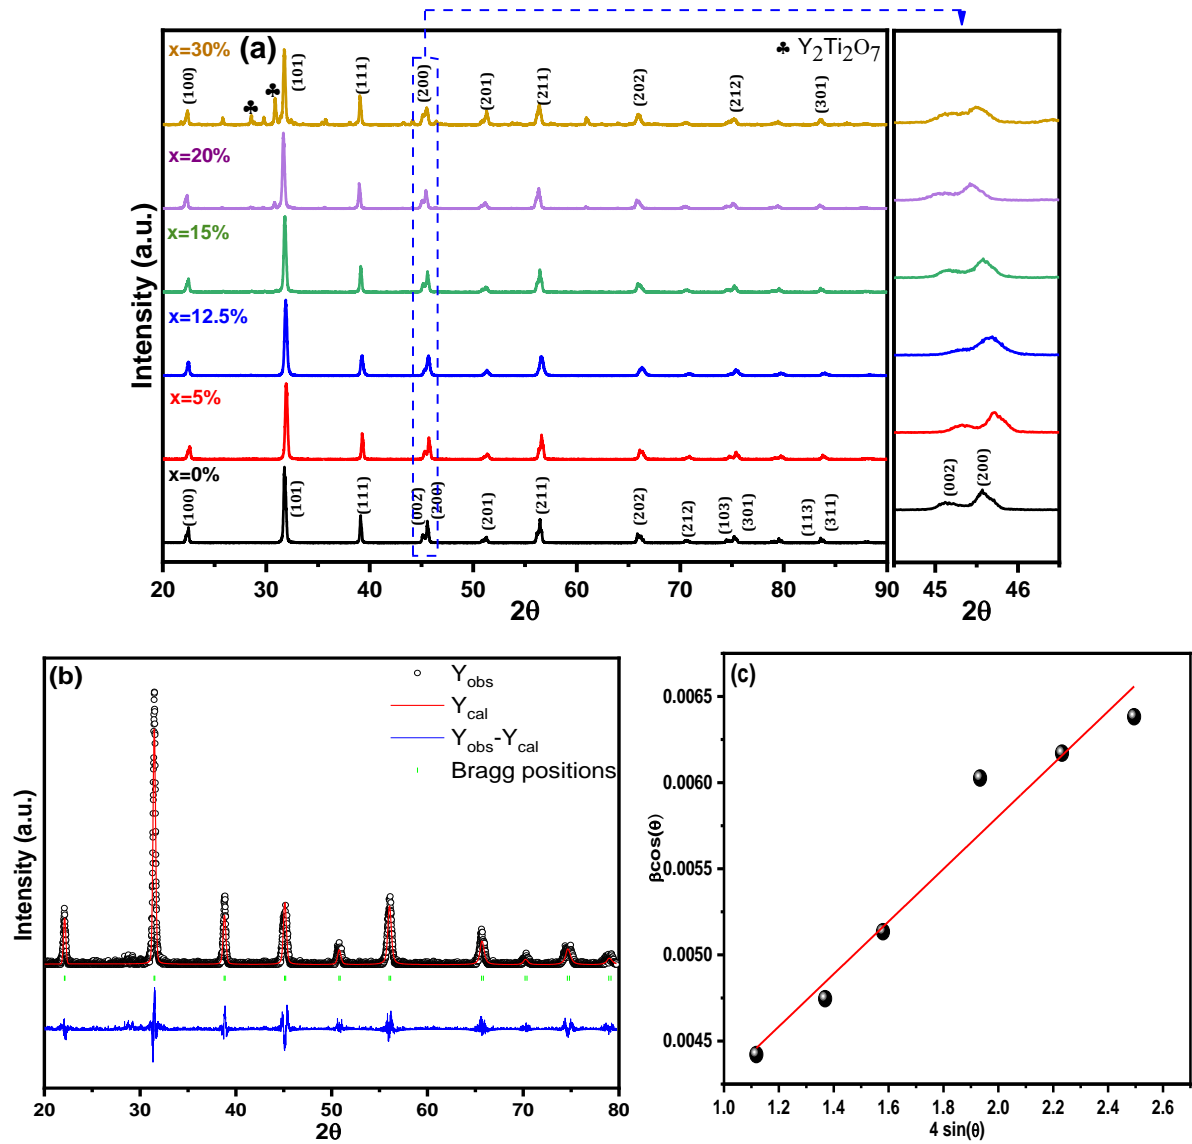 (a)
♣ Y2Ti2O7
x=30%
(100)
(101)
(111)
(200)
(201)
(211)
(202)
(212)
(301)
♣
♣
x=20%
x=15%
x=12.5%
x=5%
x=0%
(100)
(101)
(111)
(002)
(200)
(201)
(211)
(202)
(212)
(103)
(301)
(113)
(311)
(002)
(200)
Intensity (a.u.)
20 30 40 50 60 70 80 90
2θ
45 46
2θ
(b)
Yobs
Ycal
Yobs-Ycal
Bragg positions
Intensity (a.u.)
20 30 40 50 60 70 80
2θ
(c)
0.0065
0.0060
0.0055
0.0050
0.0045
βcos(θ)
1.0 1.2 1.4 1.6 1.8 2.0 2.2 2.4 2.6
4 sin(θ)